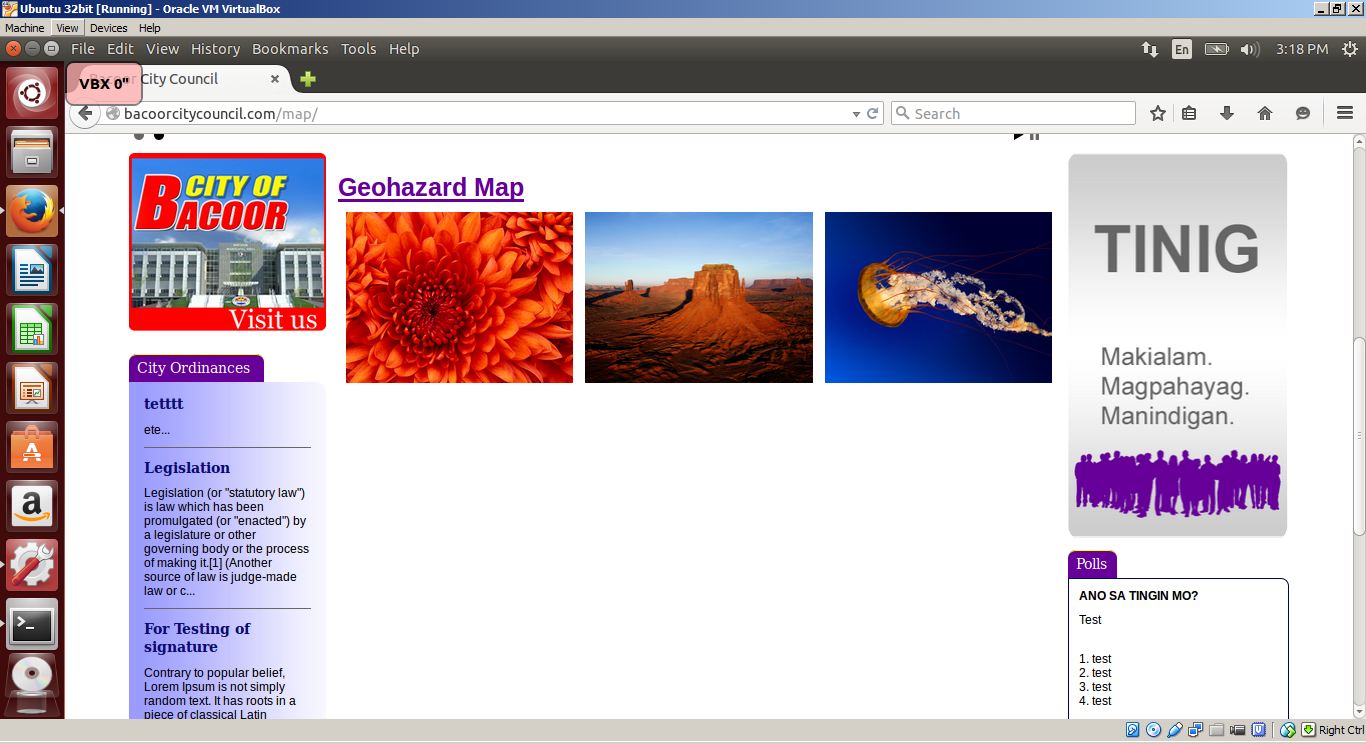 Ubuntu 32bit [Running] - Oracle VM VirtualBox
Machine View Devices Help
File Edit View History Bookmarks Tools Help
En
3:18 PM
VBX 0"
City Council
bacoorcitycouncil.com/map/
Search
CITY OF
BACOOR
Visit us
City Ordinances
tetttt
ete...
Legislation
Legislation (or "statutory law")
is law which has been
promulgated (or "enacted") by
a legislature or other
governing body or the process
of making it.[1] (Another
source of law is judge-made
law or c...
For Testing of
signature
Contrary to popular belief,
Lorem Ipsum is not simply
random text. It has roots in a
piece of classical Latin
Geohazard Map
TINIG
Makialam.
Magpahayag.
Manindigan.
Polls
ANO SA TINGIN MO?
Test
1. test
2. test
3. test
4. test
Right Ctrl